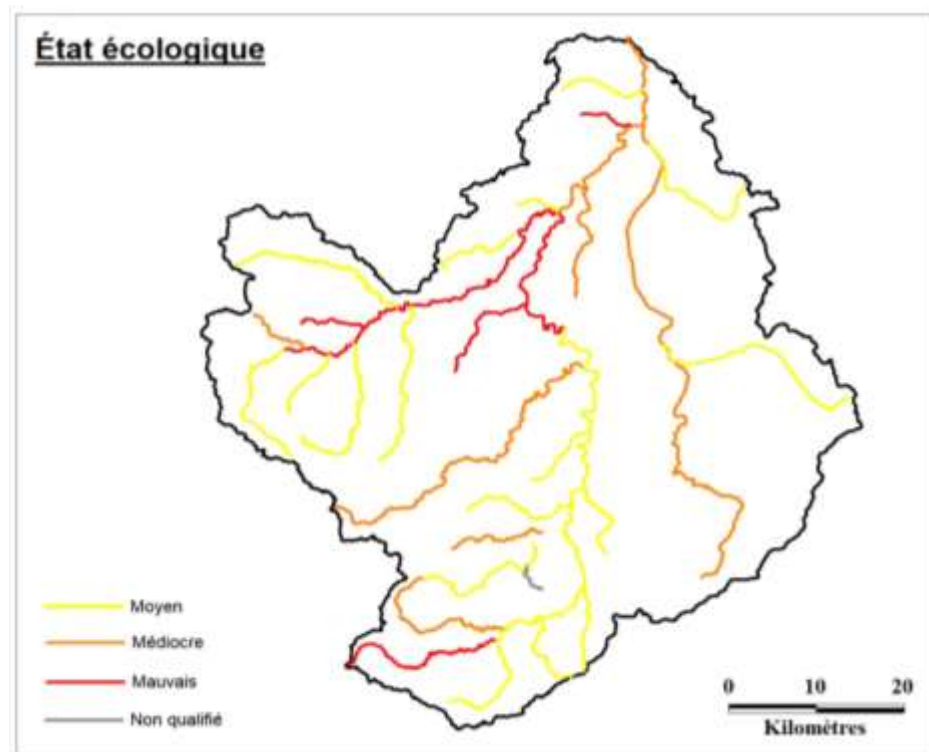 État écologique
Moyen
Médiocre
Mauvais
Non qualifié
0 10 20
Kilomètres